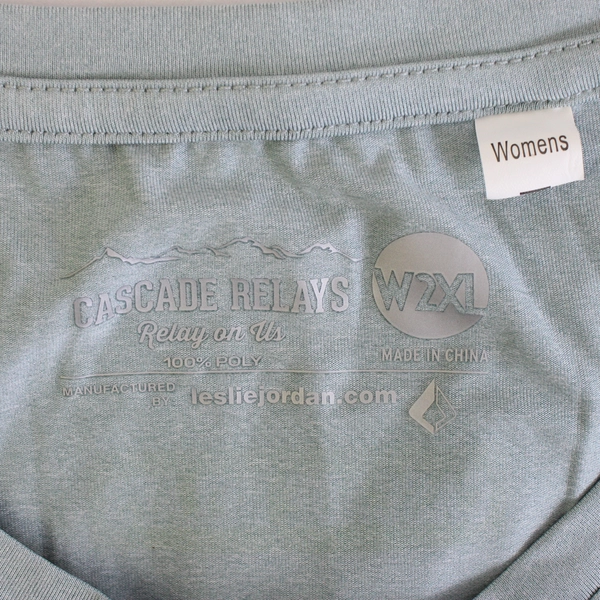 Womens
CASCADE RELAYS
Relay on Us
100% POLY
W2XL
MADE IN CHINA
MANUFACTURED
BY
lesliejordan.com